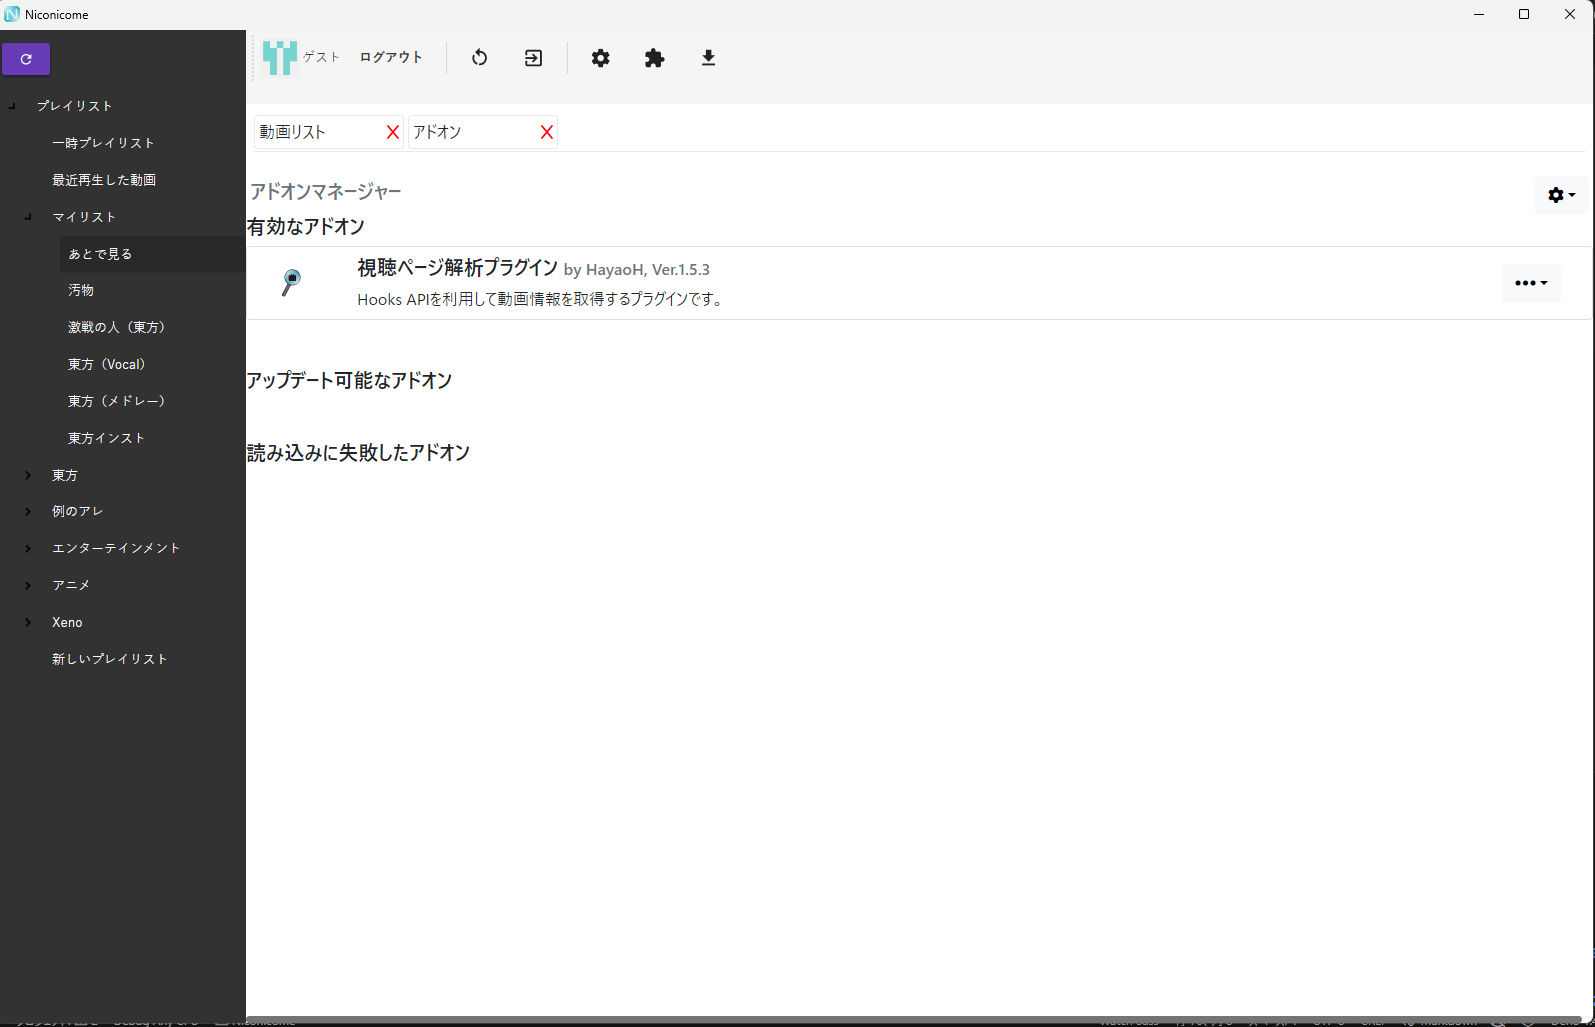 Niconicome
ゲスト
ログアウト
プレイリスト
一時プレイリスト
最近再生した動画
マイリスト
あとで見る
汚物
激戦の人（東方）
東方（Vocal）
東方（メドレー）
東方インスト
東方
例のアレ
エンターテインメント
アニメ
Xeno
新しいプレイリスト
動画リスト
アドオン
アドオンマネージャー
有効なアドオン
視聴ページ解析プラグイン by HayaoH, Ver.1.5.3
Hooks APIを利用して動画情報を取得するプラグインです。
アップデート可能なアドオン
読み込みに失敗したアドオン